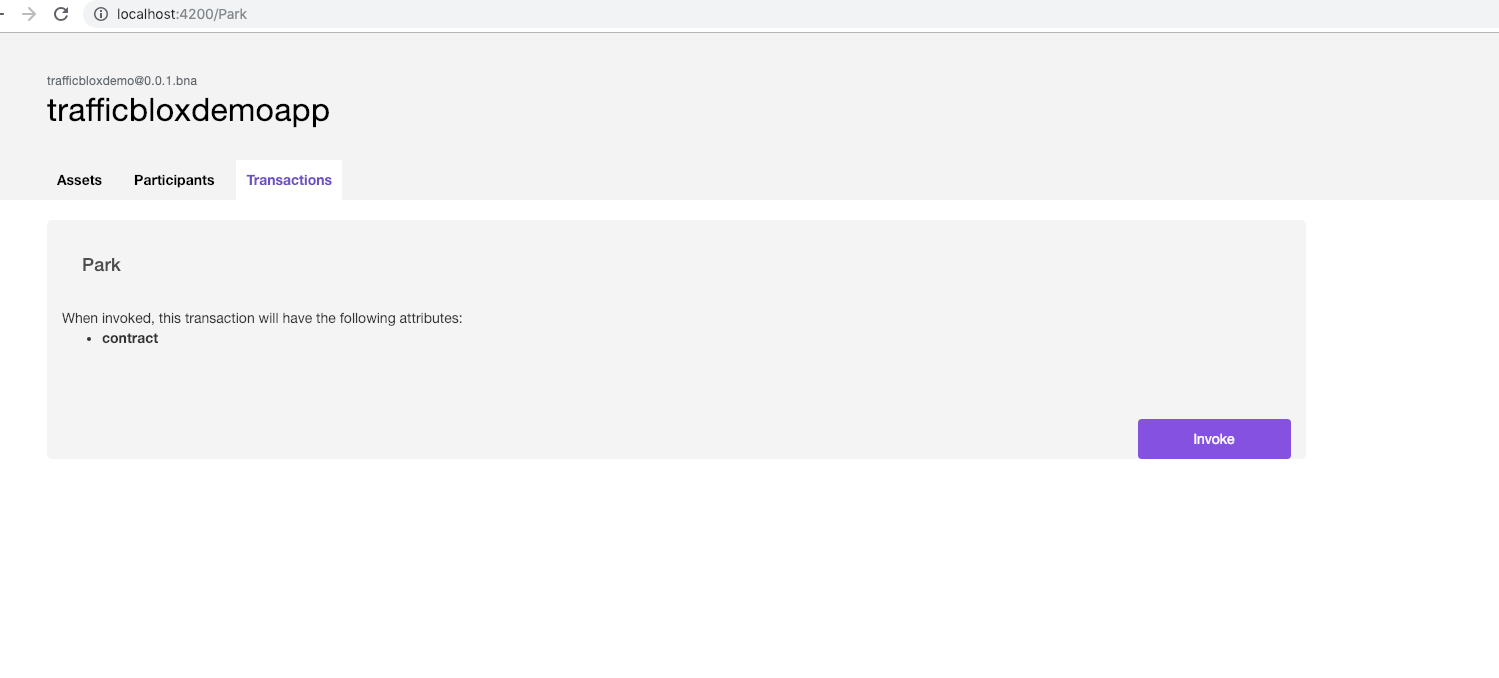 localhost:4200/Park
trafficbloxdemo@0.0.1.bna
trafficbloxdemoapp
Assets Participants Transactions
Park
When invoked, this transaction will have the following attributes:
• contract
Invoke